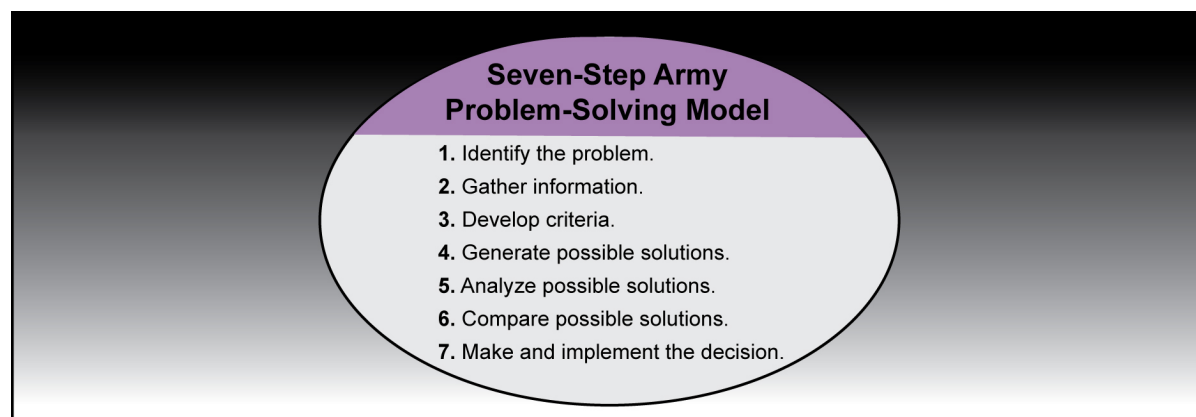 Seven-Step Army
Problem-Solving Model
1. Identify the problem.
2. Gather information.
3. Develop criteria.
4. Generate possible solutions.
5. Analyze possible solutions.
6. Compare possible solutions.
7. Make and implement the decision.